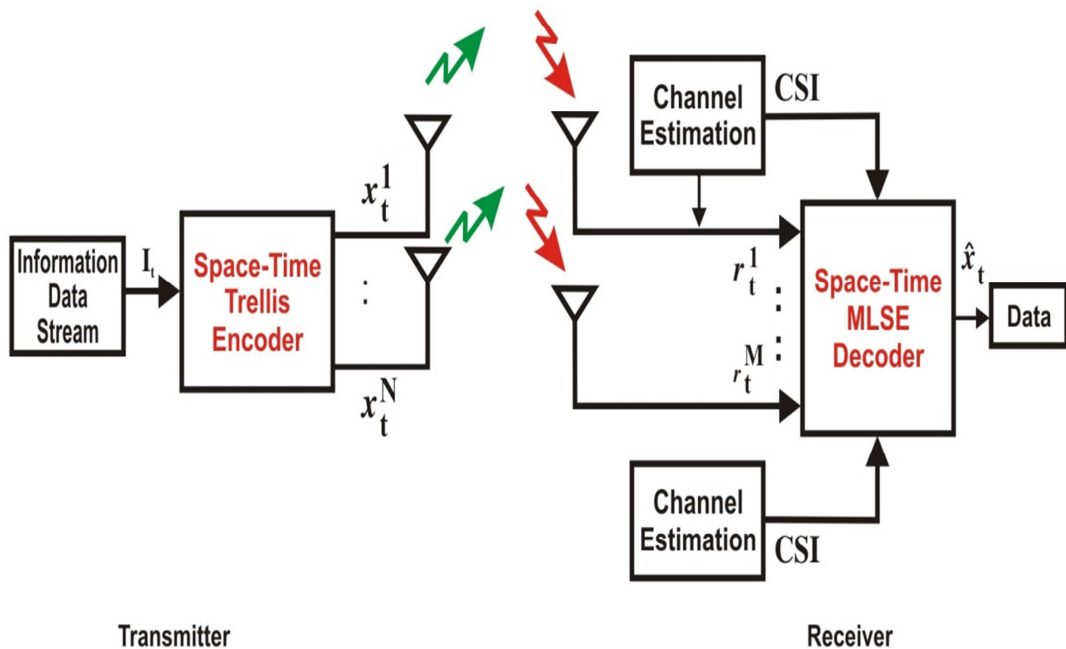 Information
Data
Stream
I_t
Space-Time
Trellis
Encoder
x_t^1
:
x_t^N
Channel
Estimation
CSI
r_t^1
:
:
r_t^M
Space-Time
MLSE
Decoder
x̂_t
Data
Channel
Estimation
CSI
Transmitter
Receiver